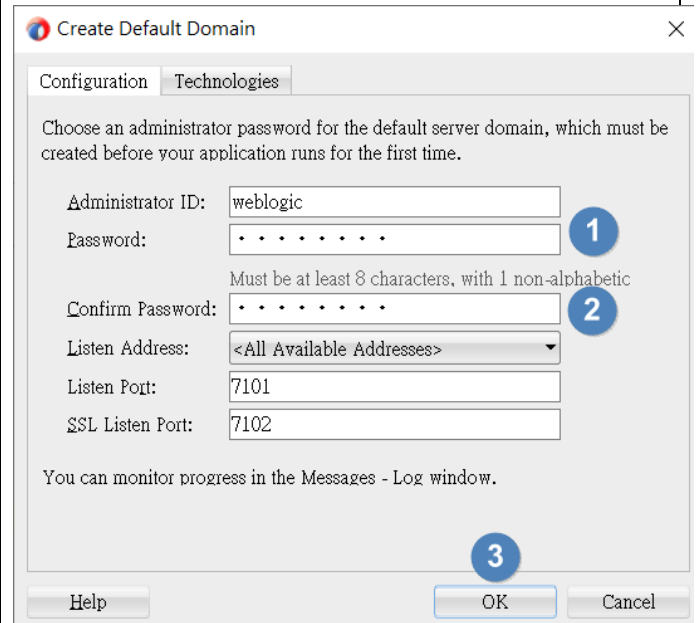 Create Default Domain
Configuration Technologies
Choose an administrator password for the default server domain, which must be
created before your application runs for the first time.
Administrator ID: weblogic
Password: • • • • • • • • 1
Must be at least 8 characters, with 1 non-alphabetic
Confirm Password: • • • • • • • • 2
Listen Address: <All Available Addresses>
Listen Port: 7101
SSL Listen Port: 7102
You can monitor progress in the Messages - Log window.
3
Help OK Cancel